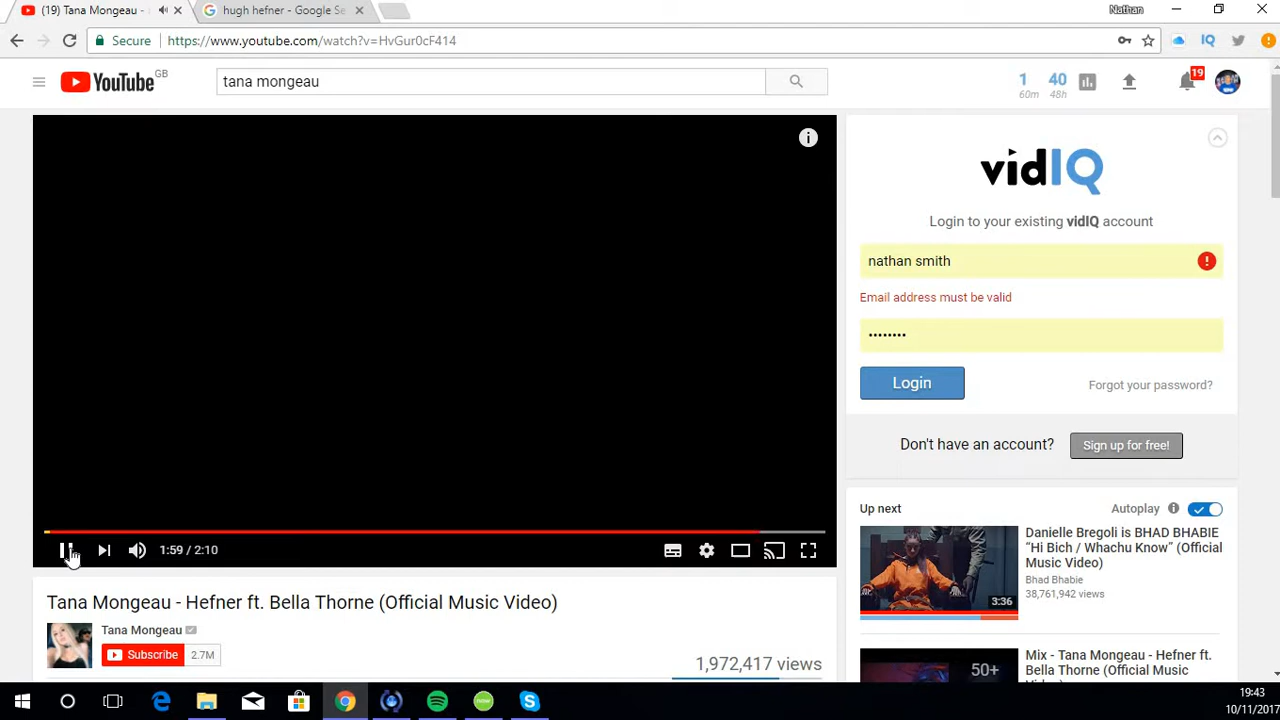 (19) Tana Mongeau -
hugh hefner - Google Se
Nathan
Secure
https://www.youtube.com/watch?v=HvGur0cF414
IQ
YouTube GB
tana mongeau
1
60m
40
48h
19
i
vidIQ
Login to your existing vidIQ account
nathan smith
!
Email address must be valid
••••••••
Login
Forgot your password?
Don't have an account?
Sign up for free!
1:59 / 2:10
Up next
Autoplay
Danielle Bregoli is BHAD BHABIE
“Hi Bich / Whachu Know” (Official
Music Video)
Bhad Bhabie
38,761,942 views
3:36
Tana Mongeau - Hefner ft. Bella Thorne (Official Music Video)
Tana Mongeau
Subscribe 2.7M
1,972,417 views
50+
Mix - Tana Mongeau - Hefner ft.
Bella Thorne (Official Music
19:43
10/11/2017